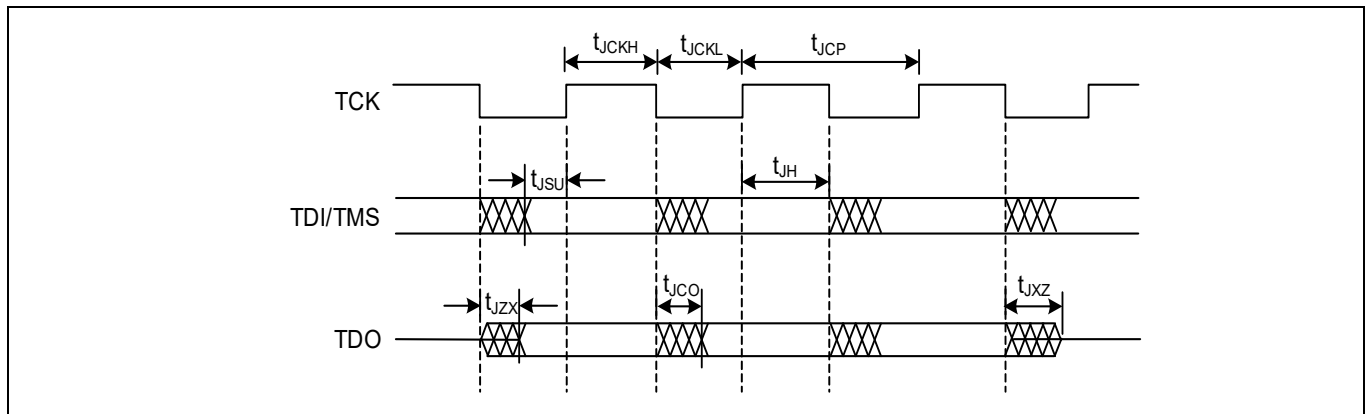 tJCKH tJCKL tJCP
TCK
tJSU tJH
TDI/TMS
tJZX tJCO tJXZ
TDO